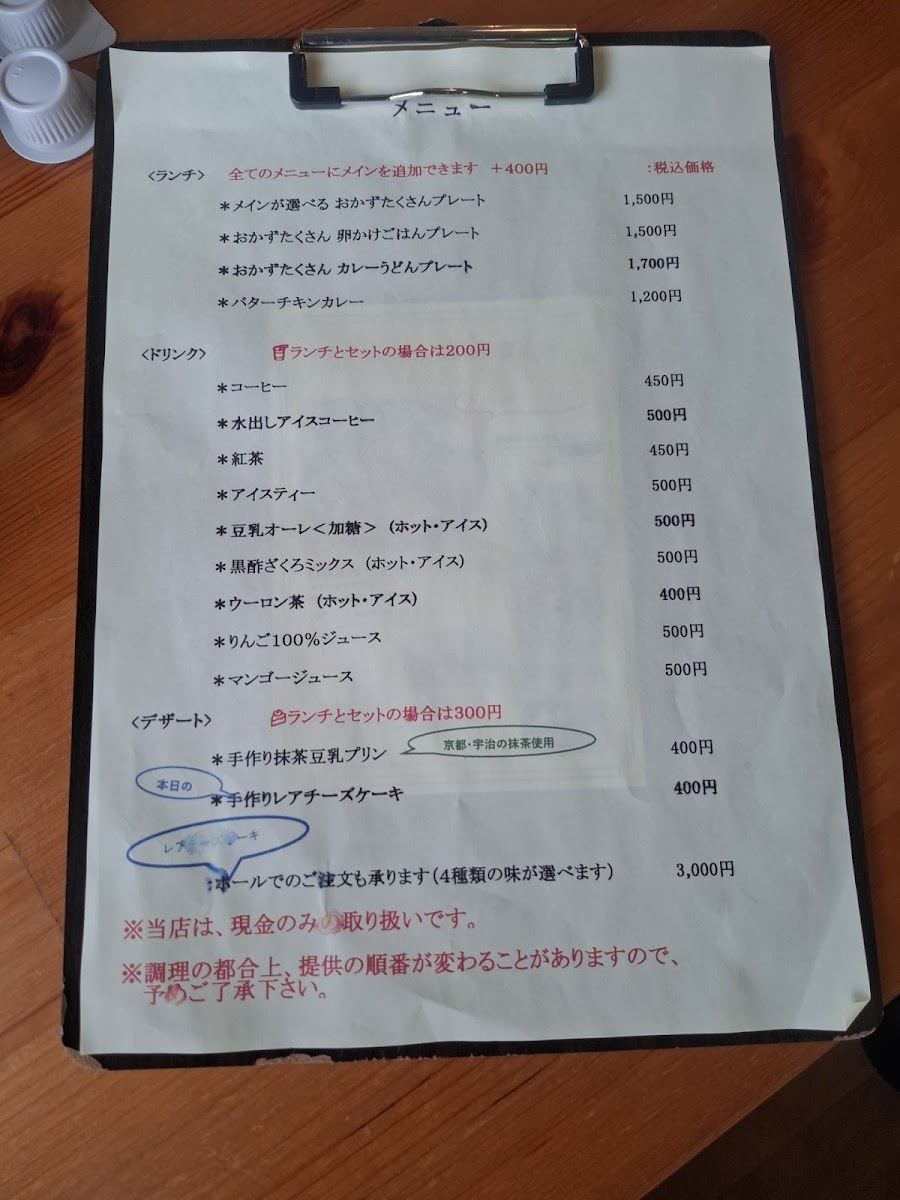 メニュー
<ランチ> 全てのメニューにメインを追加できます +400円 :税込価格
*メインが選べる おかずたくさんプレート 1,500円
*おかずたくさん 卵かけごはんプレート 1,500円
*おかずたくさん カレーうどんプレート 1,700円
*バターチキンカレー 1,200円
<ドリンク> ランチとセットの場合は200円
*コーヒー 450円
*水出しアイスコーヒー 500円
*紅茶 450円
*アイスティー 500円
*豆乳オーレ<加糖> (ホット・アイス) 500円
*黒酢ざくろミックス (ホット・アイス) 500円
*ウーロン茶 (ホット・アイス) 400円
*りんご100%ジュース 500円
*マンゴージュース 500円
<デザート> ランチとセットの場合は300円
*手作り抹茶豆乳プリン 京都・宇治の抹茶使用 400円
本日の
*手作りレアチーズケーキ 400円
レアチーズケーキ
:ホールでのご注文も承ります(4種類の味が選べます) 3,000円
※当店は、現金のみの取り扱いです。
※調理の都合上、提供の順番が変わることがありますので、
予めご了承下さい。